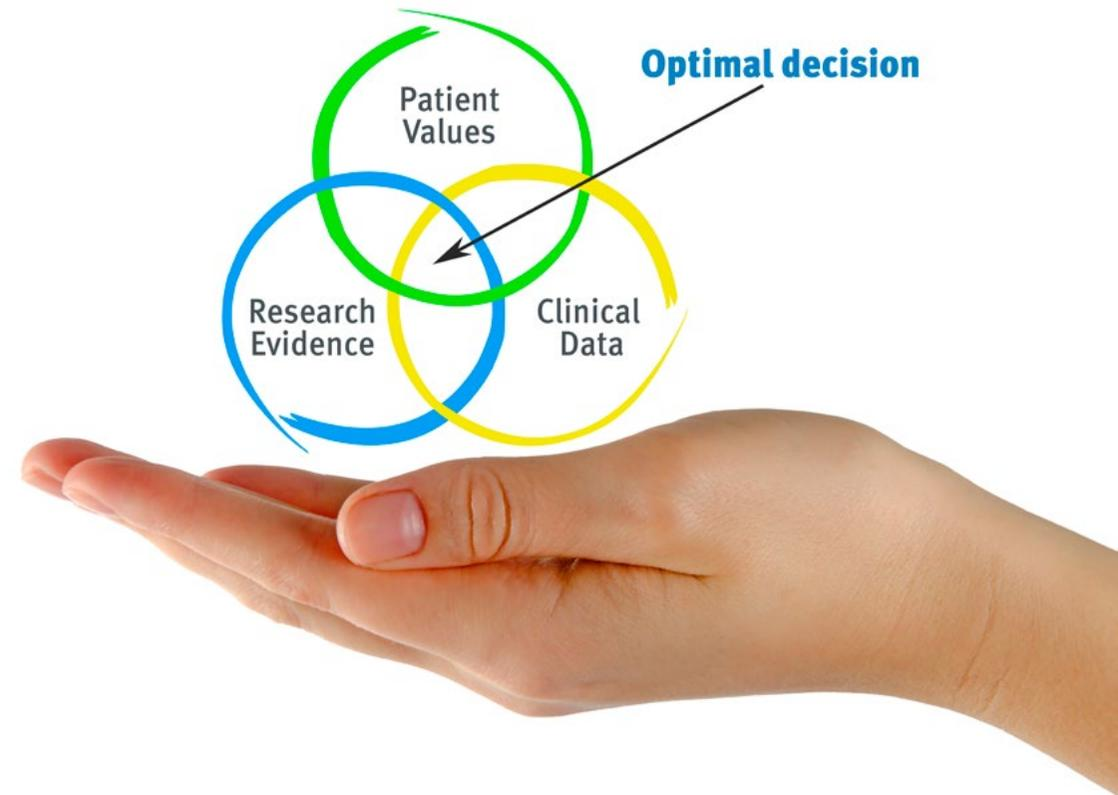 Optimal decision
Patient
Values
Research
Evidence
Clinical
Data